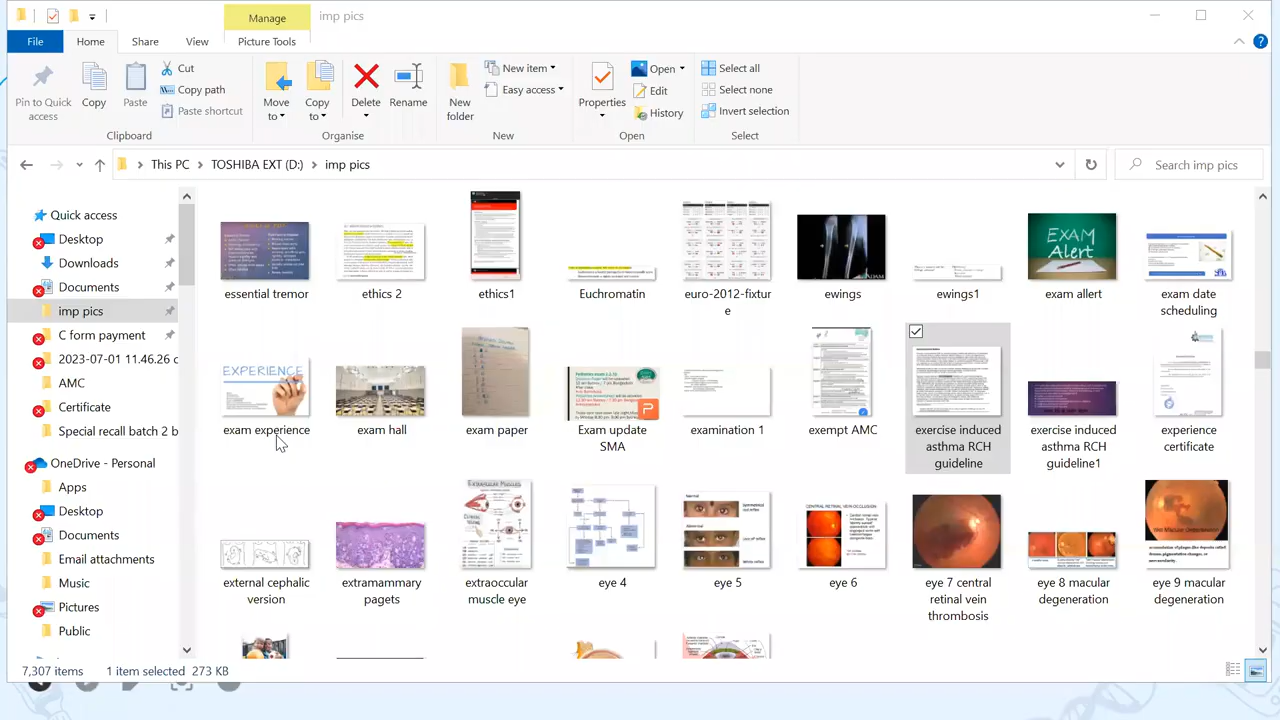 Manage
imp pics
File
Home
Share
View
Picture Tools
Pin to Quick
access
Copy
Paste
Cut
Copy path
Paste shortcut
Clipboard
Move
to
Copy
to
Delete
Rename
Organise
New
folder
New item
Easy access
New
Properties
Open
Edit
History
Open
Select all
Select none
Invert selection
Select
This PC
TOSHIBA EXT (D:)
imp pics
Search imp pics
Quick access
Desktop
Downloads
Documents
imp pics
C form payment
2023-07-01 11.46.26 c
AMC
Certificate
Special recall batch 2 b
OneDrive - Personal
Apps
Desktop
Documents
Email attachments
Music
Pictures
Public
essential tremor
ethics 2
ethics1
Euchromatin
euro-2012-fixtur
e
ewings
ewings1
EXAM
Alert
exam allert
exam date
scheduling
EXPERIENCE
exam experience
exam hall
exam paper
Exam update
SMA
examination 1
exempt AMC
exercise induced
asthma RCH
guideline
exercise induced
asthma RCH
guideline1
experience
certificate
external cephalic
version
extramammary
pagets
extraoccular
muscle eye
eye 4
eye 5
CENTRAL RETINAL VEIN OCCLUSION
eye 6
eye 7 central
retinal vein
thrombosis
eye 8 macular
degeneration
eye 9 macular
degeneration
7,307 items
1 item selected 273 KB